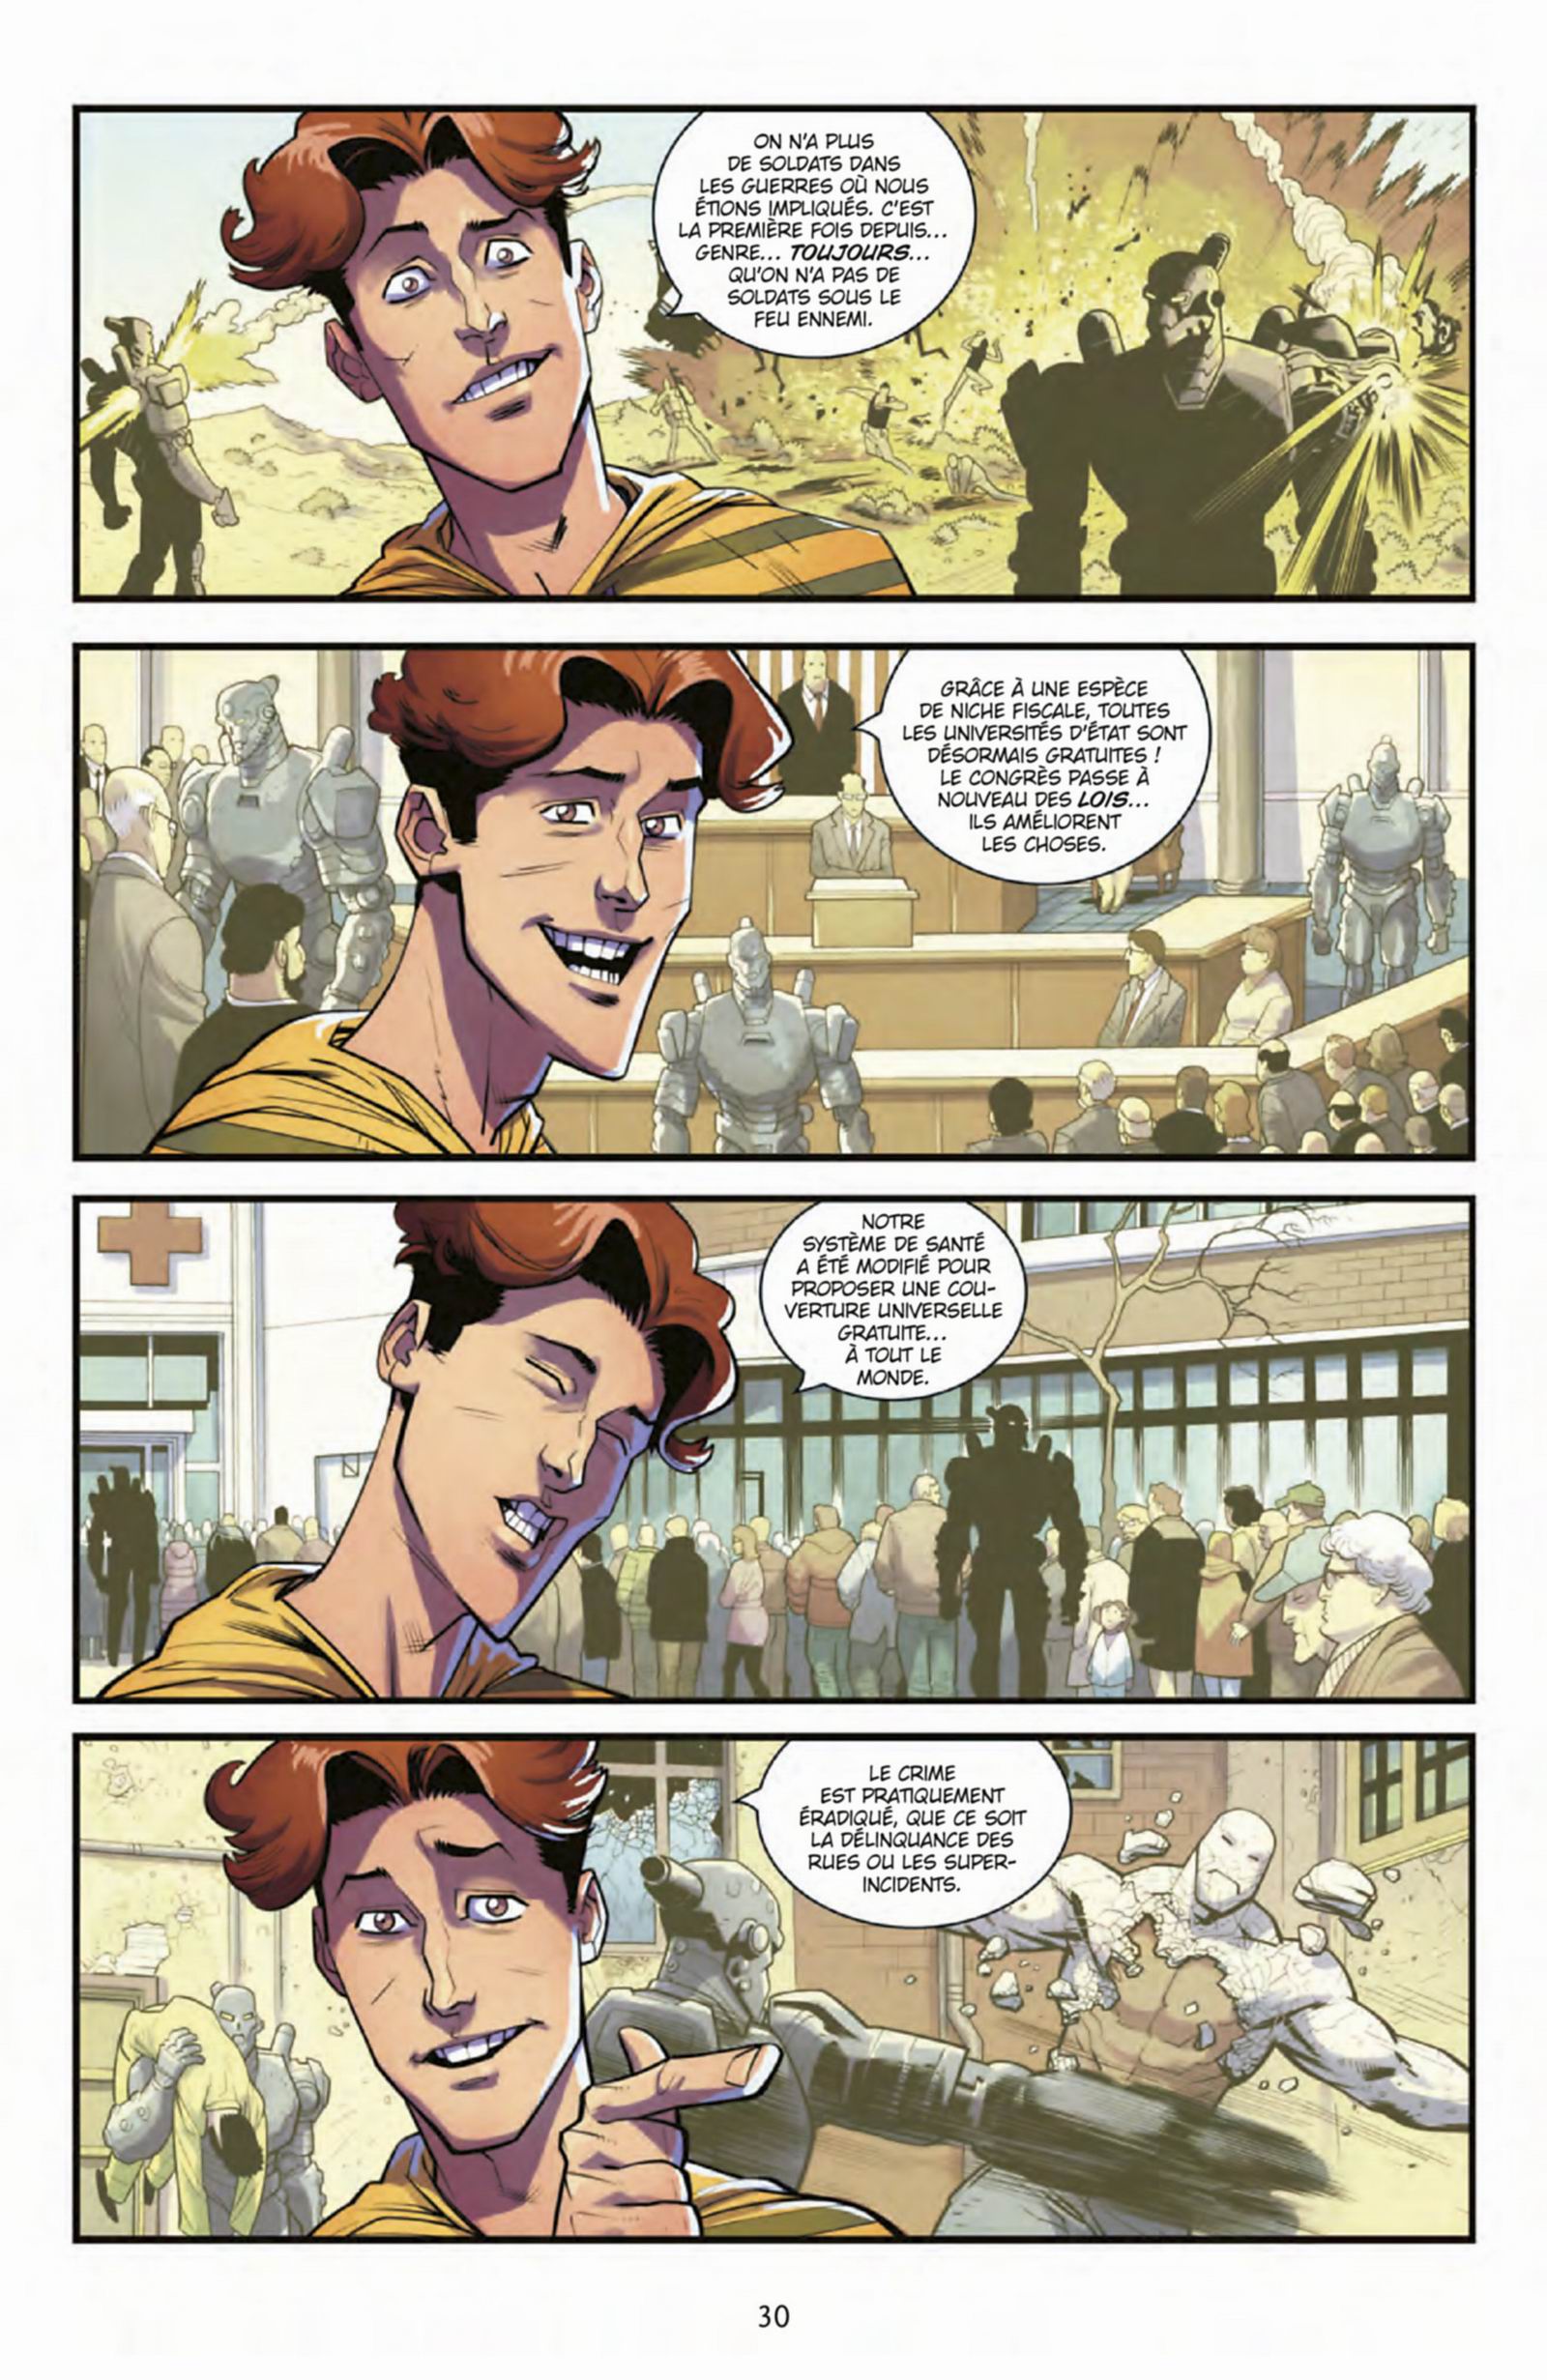 ON N'A PLUS
DE SOLDATS DANS
LES GUERRES OÙ NOUS
ÉTIONS IMPLIQUÉS. C'EST
LA PREMIÈRE FOIS DEPUIS...
GENRE... TOUJOURS...
QU'ON N'A PAS DE
SOLDATS SOUS LE
FEU ENNEMI.
GRÂCE À UNE ESPÈCE
DE NICHE FISCALE, TOUTES
LES UNIVERSITÉS D'ÉTAT SONT
DÉSORMAIS GRATUITES !
LE CONGRÈS PASSE À
NOUVEAU DES LOIS...
ILS AMÉLIORENT
LES CHOSES.
NOTRE
SYSTÈME DE SANTÉ
A ÉTÉ MODIFIÉ POUR
PROPOSER UNE COU-
VERTURE UNIVERSELLE
GRATUITE...
À TOUT LE
MONDE.
LE CRIME
EST PRATIQUEMENT
ÉRADIQUÉ, QUE CE SOIT
LA DÉLINQUANCE DES
RUES OU LES SUPER-
INCIDENTS.
30